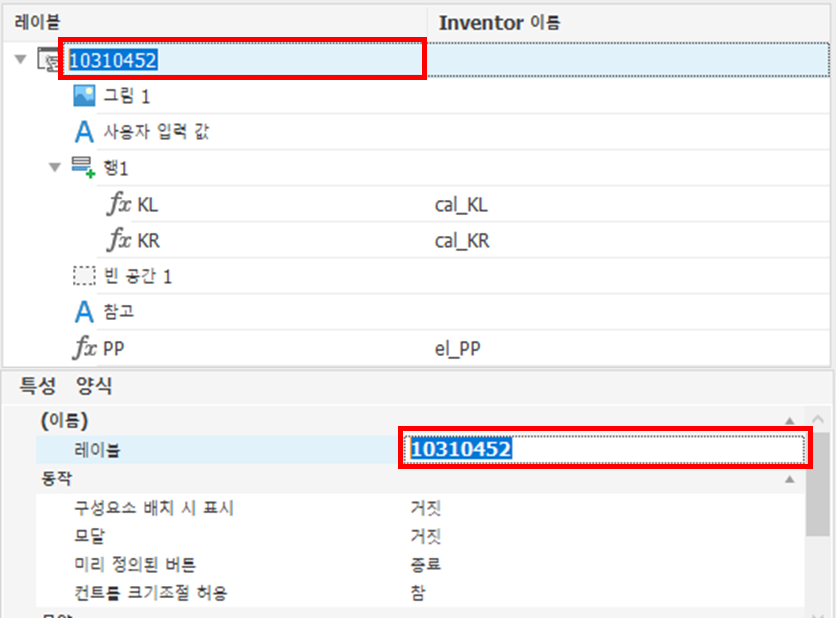 레이블 Inventor 이름
10310452
그림 1
A 사용자 입력 값
행1
fx KL cal_KL
fx KR cal_KR
빈 공간 1
A 참고
fx PP el_PP
특성 양식
(이름)
레이블 10310452
동작
구성요소 배치 시 표시 거짓
모달 거짓
미리 정의된 버튼 종료
컨트롤 크기조절 허용 참